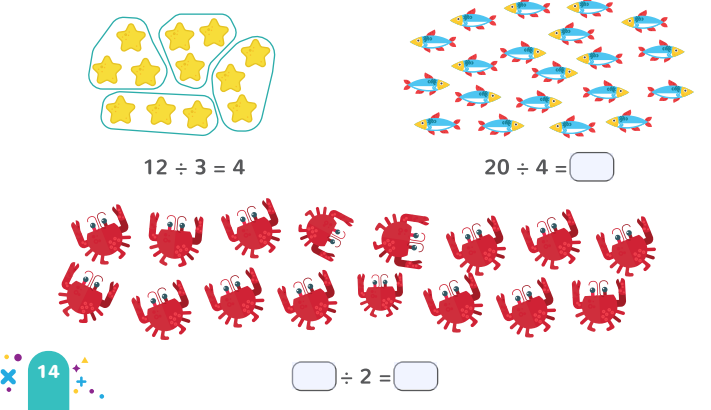 12 ÷ 3 = 4
20 ÷ 4 =
÷ 2 =
14